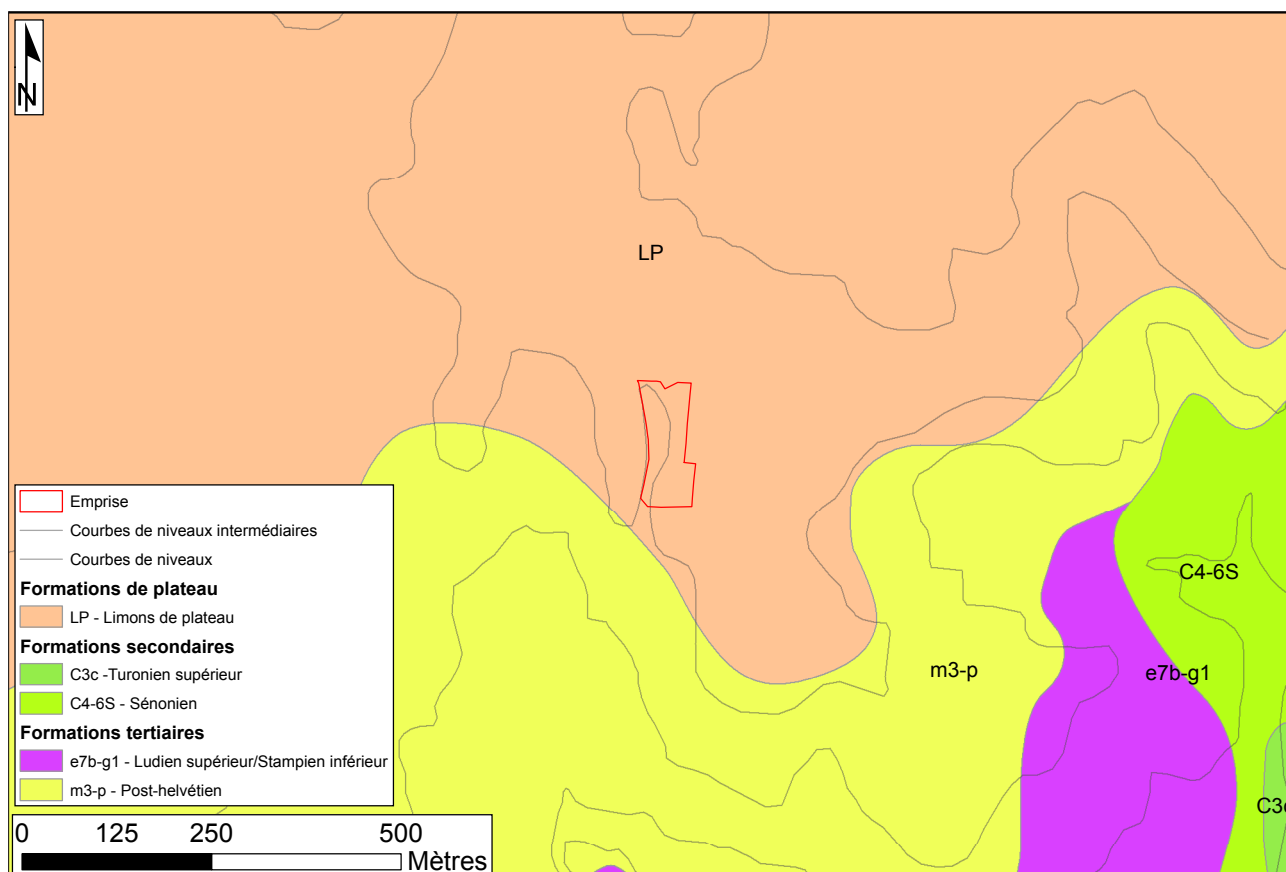 N
LP
m3-p
e7b-g1
C4-6S
Emprise
Courbes de niveaux intermédiaires
Courbes de niveaux
Formations de plateau
LP - Limons de plateau
Formations secondaires
C3c -Turonien supérieur
C4-6S - Sénonien
Formations tertiaires
e7b-g1 - Ludien supérieur/Stampien inférieur
m3-p - Post-helvétien
C3c
0 125 250 500
Mètres